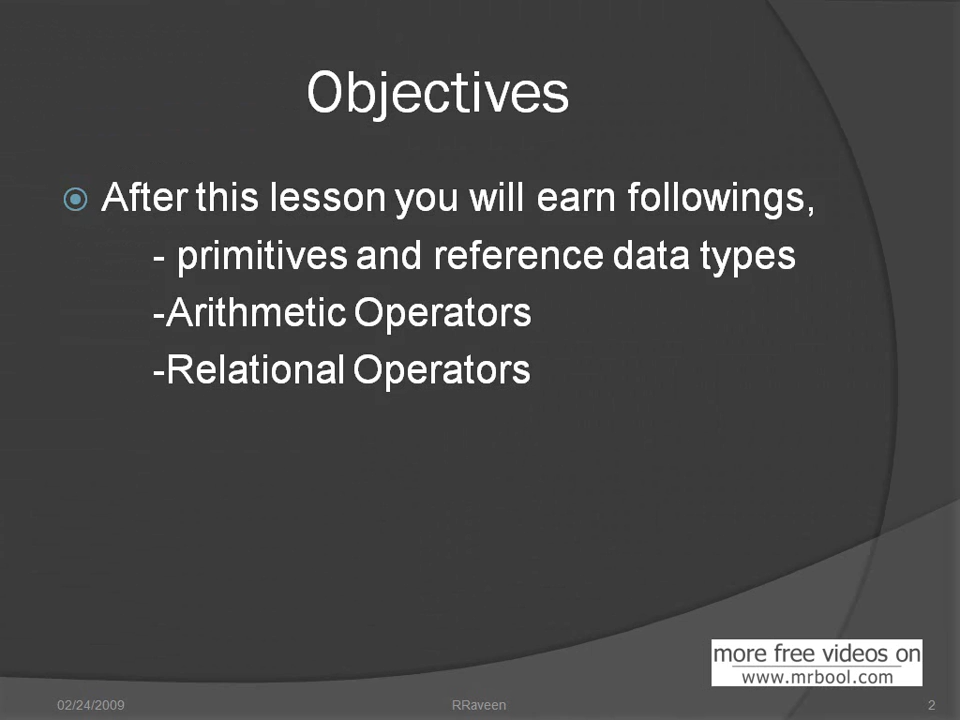 Objectives
After this lesson you will earn followings,
- primitives and reference data types
-Arithmetic Operators
-Relational Operators
more free videos on
www.mrbool.com
02/24/2009 RRaveen 2